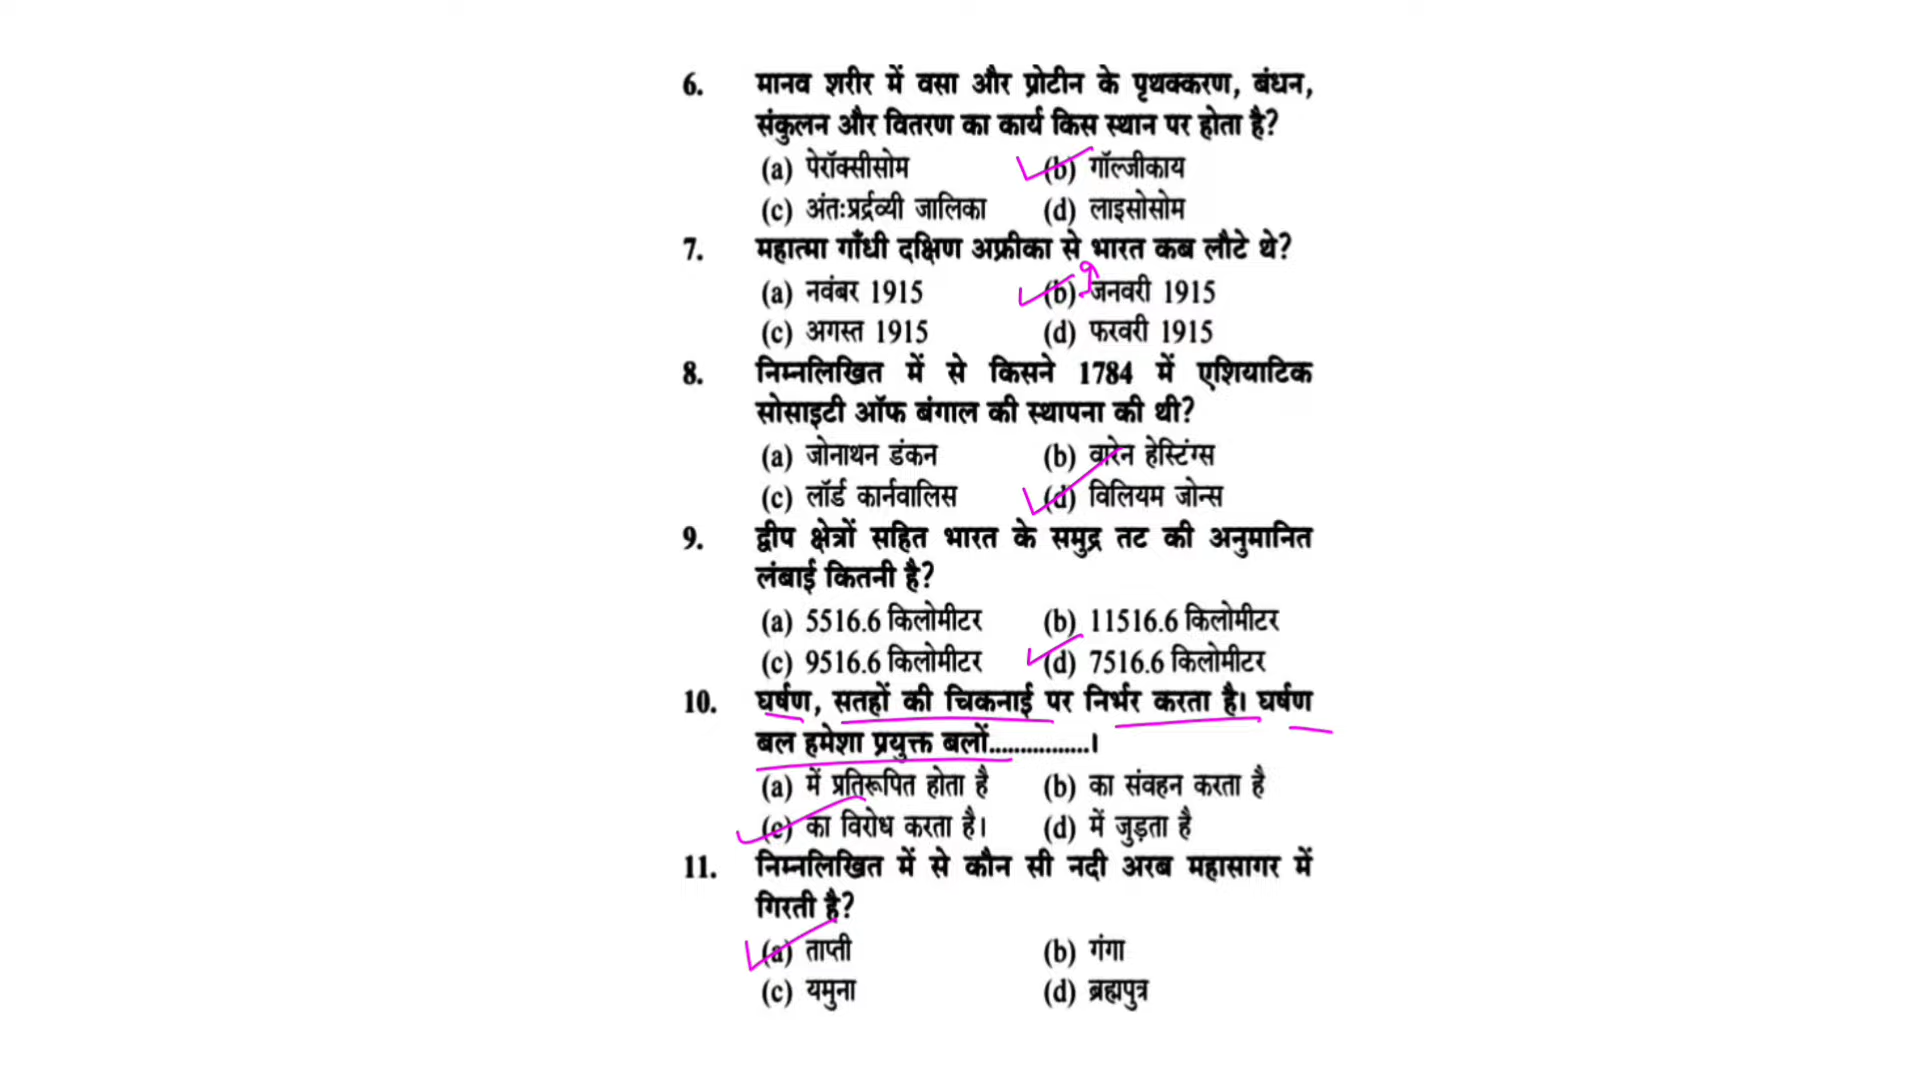 6. मानव शरीर में वसा और प्रोटीन के पृथक्करण, बंधन,
संकुलन और वितरण का कार्य किस स्थान पर होता है?
(a) पेरॉक्सीसोम (b) गॉल्जीकाय
(c) अंतःप्रर्द्रव्यी जालिका (d) लाइसोसोम
7. महात्मा गाँधी दक्षिण अफ्रीका से भारत कब लौटे थे?
(a) नवंबर 1915 (b) 9 जनवरी 1915
(c) अगस्त 1915 (d) फरवरी 1915
8. निम्नलिखित में से किसने 1784 में एशियाटिक
सोसाइटी ऑफ बंगाल की स्थापना की थी?
(a) जोनाथन डंकन (b) वारेन हेस्टिंग्स
(c) लॉर्ड कार्नवालिस (d) विलियम जोन्स
9. द्वीप क्षेत्रों सहित भारत के समुद्र तट की अनुमानित
लंबाई कितनी है?
(a) 5516.6 किलोमीटर (b) 11516.6 किलोमीटर
(c) 9516.6 किलोमीटर (d) 7516.6 किलोमीटर
10. घर्षण, सतहों की चिकनाई पर निर्भर करता है। घर्षण
बल हमेशा प्रयुक्त बलों................।
(a) में प्रतिरूपित होता है (b) का संवहन करता है
(c) का विरोध करता है। (d) में जुड़ता है
11. निम्नलिखित में से कौन सी नदी अरब महासागर में
गिरती है?
(a) ताप्ती (b) गंगा
(c) यमुना (d) ब्रह्मपुत्र